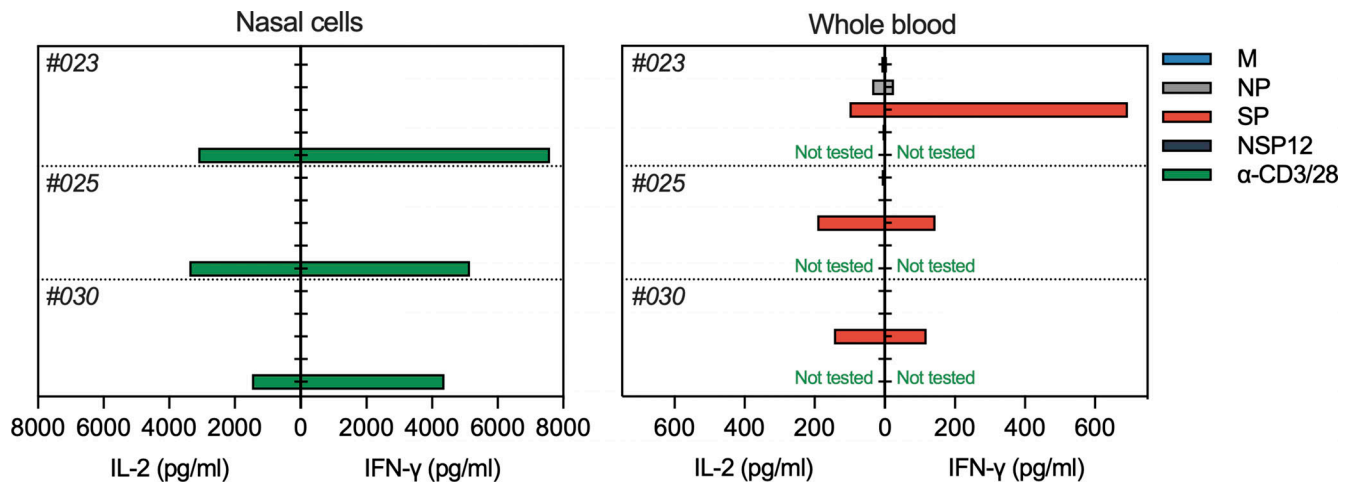 Nasal cells
#023
#025
#030
8000 6000 4000 2000 0 2000 4000 6000 8000
IL-2 (pg/ml) IFN-γ (pg/ml)
Whole blood
#023
Not tested Not tested
#025
Not tested Not tested
#030
Not tested Not tested
600 400 200 0 200 400 600
IL-2 (pg/ml) IFN-γ (pg/ml)
M
NP
SP
NSP12
α-CD3/28